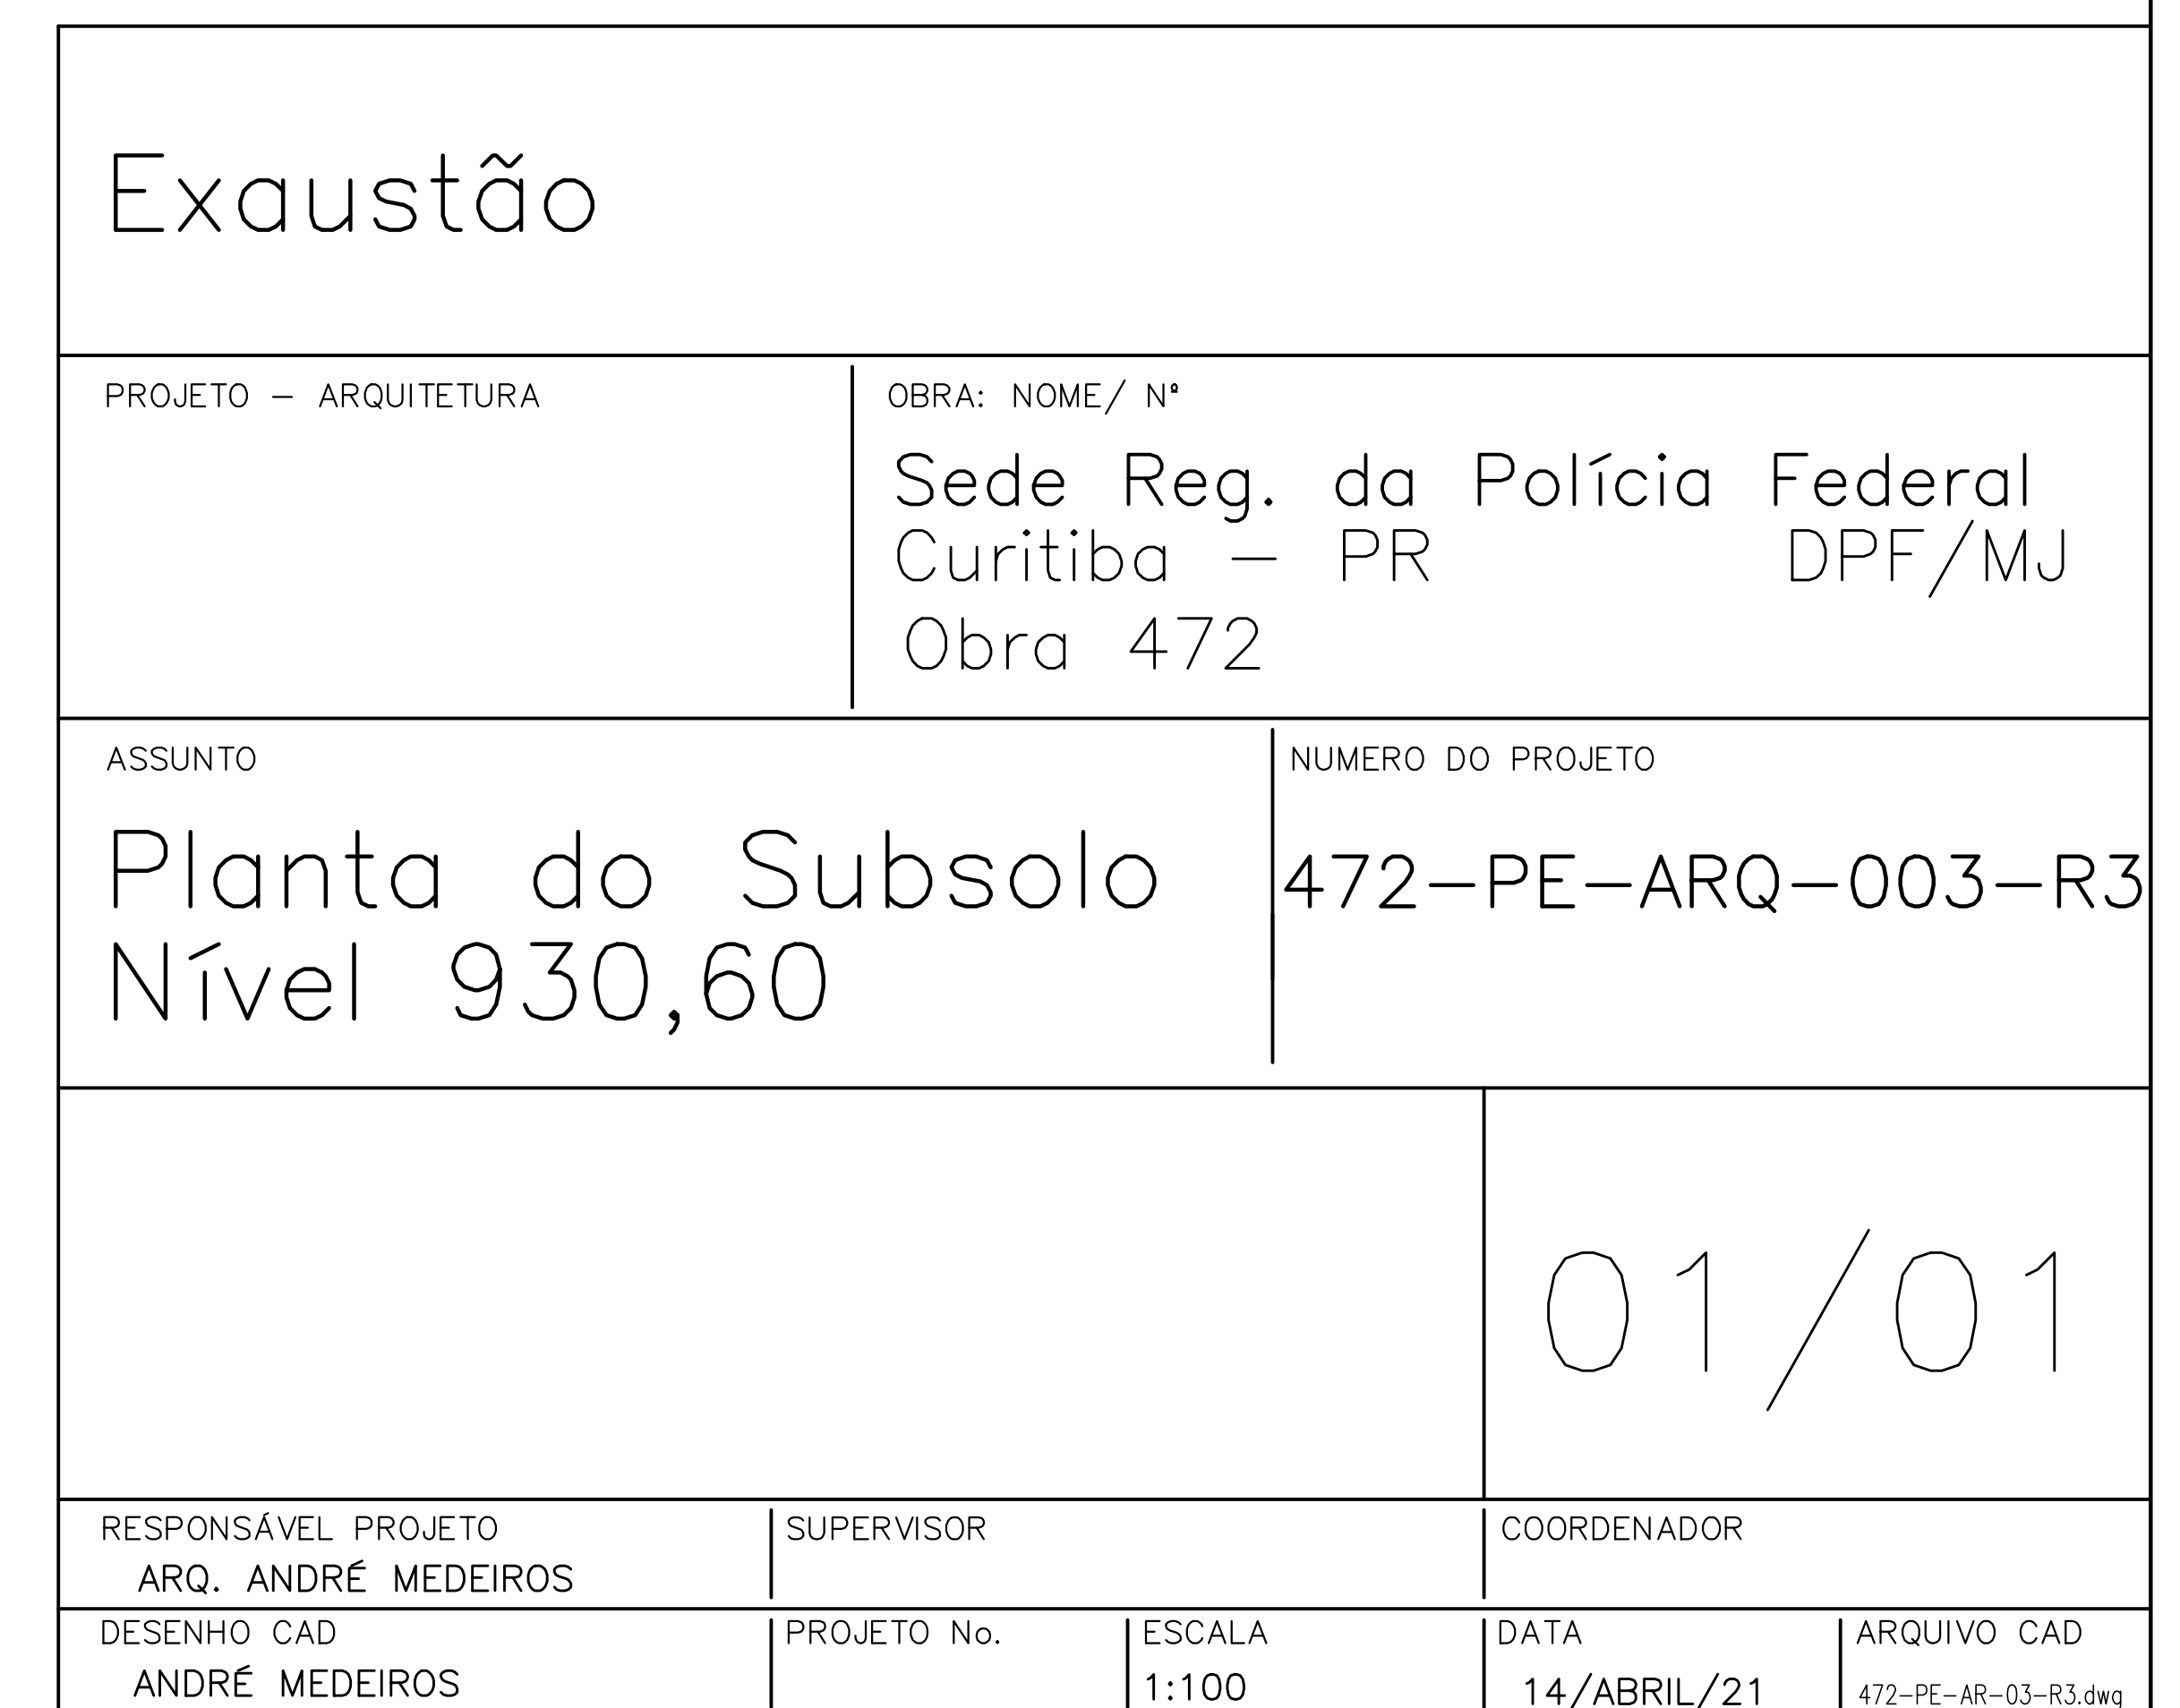 Exaustão
PROJETO - ARQUITETURA
OBRA: NOME/ Nº
Sede Reg. da Polícia Federal
Curitiba - PR DPF/MJ
Obra 472
ASSUNTO
Planta do Subsolo
Nível 930,60
NUMERO DO PROJETO
472-PE-ARQ-003-R3
01/01
RESPONSÁVEL PROJETO
ARQ. ANDRÉ MEDEIROS
SUPERVISOR
COORDENADOR
DESENHO CAD
ANDRÉ MEDEIROS
PROJETO No.
ESCALA
1:100
DATA
14/ABRIL/21
ARQUIVO CAD
472-PE-AR-03-R3.dwg